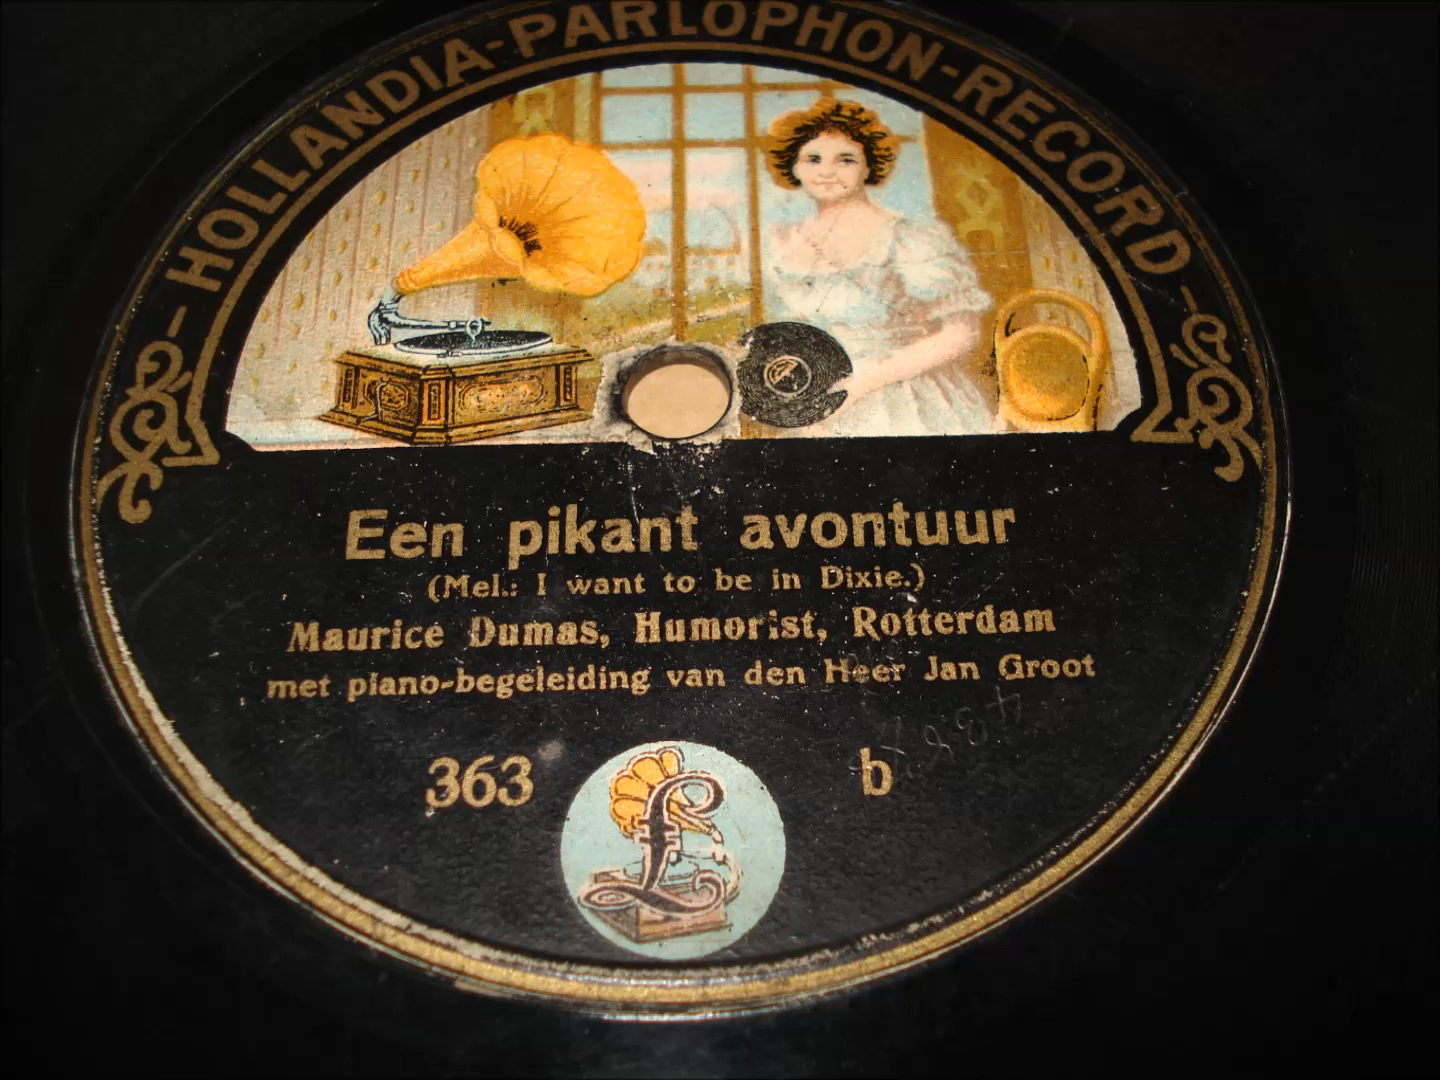 HOLLANDIA-PARLOPHON-RECORD
Een pikant avontuur
(Mel.: I want to be in Dixie.)
Maurice Dumas, Humorist, Rotterdam
met piano-begeleiding van den Heer Jan Groot
363 b
£